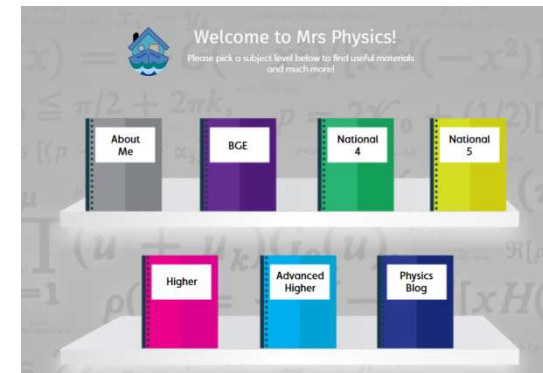 Welcome to Mrs Physics!
Please pick a subject level below to find useful materials
and much more!
About
Me
BGE
National
4
National
5
Higher
Advanced
Higher
Physics
Blog